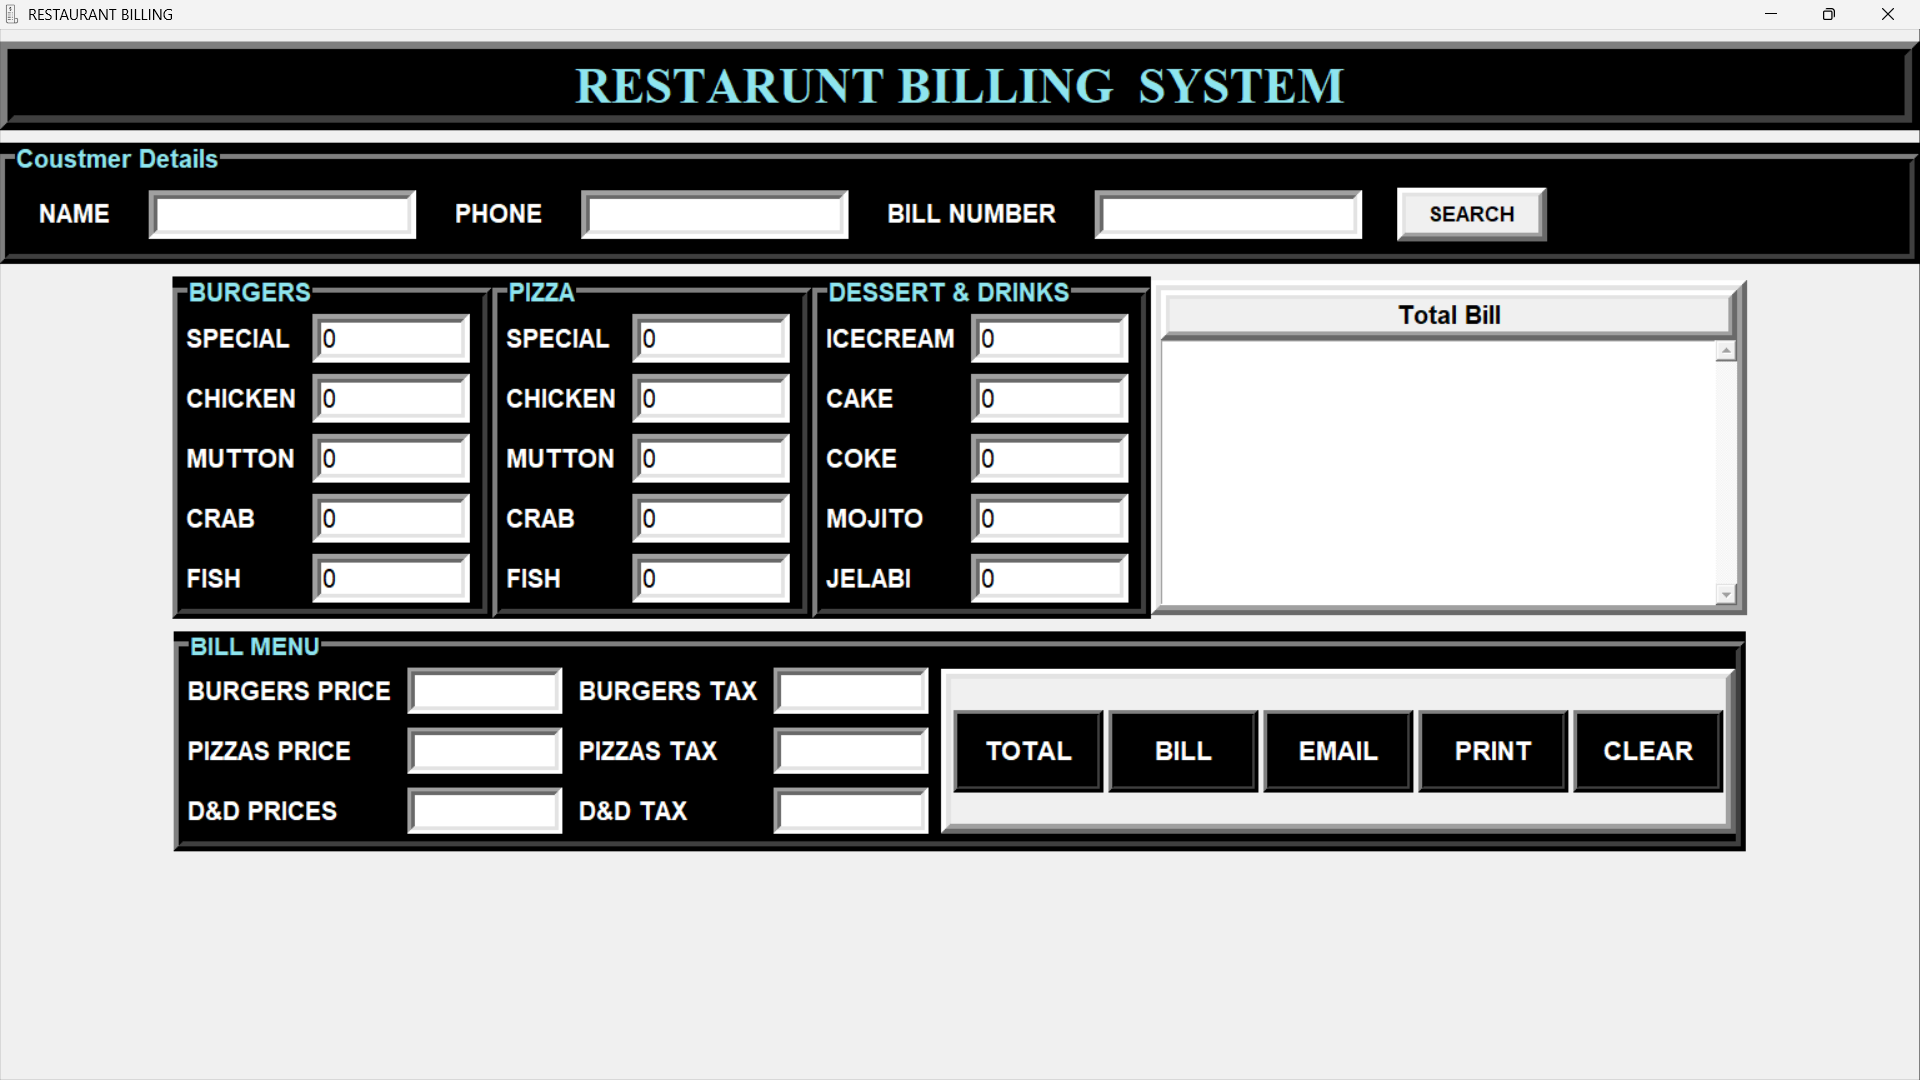 RESTAURANT BILLING
RESTARUNT BILLING SYSTEM
Coustmer Details
NAME PHONE BILL NUMBER SEARCH
BURGERS PIZZA DESSERT & DRINKS
Total Bill
SPECIAL 0 SPECIAL 0 ICECREAM 0
CHICKEN 0 CHICKEN 0 CAKE 0
MUTTON 0 MUTTON 0 COKE 0
CRAB 0 CRAB 0 MOJITO 0
FISH 0 FISH 0 JELABI 0
BILL MENU
BURGERS PRICE BURGERS TAX
PIZZAS PRICE PIZZAS TAX
TOTAL BILL EMAIL PRINT CLEAR
D&D PRICES D&D TAX